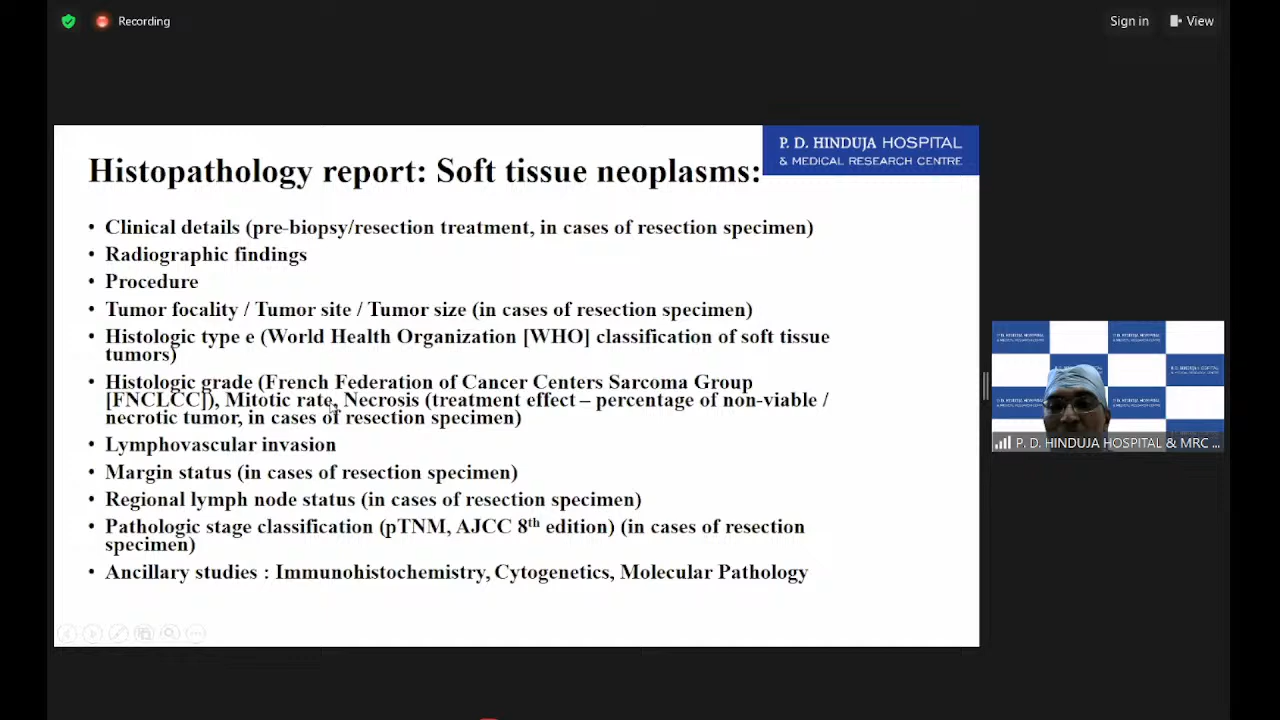 Recording
Sign in
View
P. D. HINDUJA HOSPITAL
& MEDICAL RESEARCH CENTRE
Histopathology report: Soft tissue neoplasms:
• Clinical details (pre-biopsy/resection treatment, in cases of resection specimen)
• Radiographic findings
• Procedure
• Tumor focality / Tumor site / Tumor size (in cases of resection specimen)
• Histologic type e (World Health Organization [WHO] classification of soft tissue
tumors)
• Histologic grade (French Federation of Cancer Centers Sarcoma Group
[FNCLCC]), Mitotic rate, Necrosis (treatment effect – percentage of non-viable /
necrotic tumor, in cases of resection specimen)
• Lymphovascular invasion
• Margin status (in cases of resection specimen)
• Regional lymph node status (in cases of resection specimen)
• Pathologic stage classification (pTNM, AJCC 8th edition) (in cases of resection
specimen)
• Ancillary studies : Immunohistochemistry, Cytogenetics, Molecular Pathology
P. D. HINDUJA HOSPITAL & MRC ...